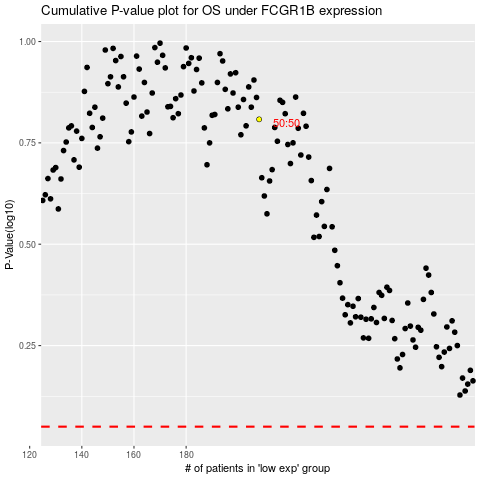 Cumulative P-value plot for OS under FCGR1B expression
1.00
0.75
0.50
0.25
P-Value(log10)
50:50
120 140 160 180
# of patients in 'low exp' group